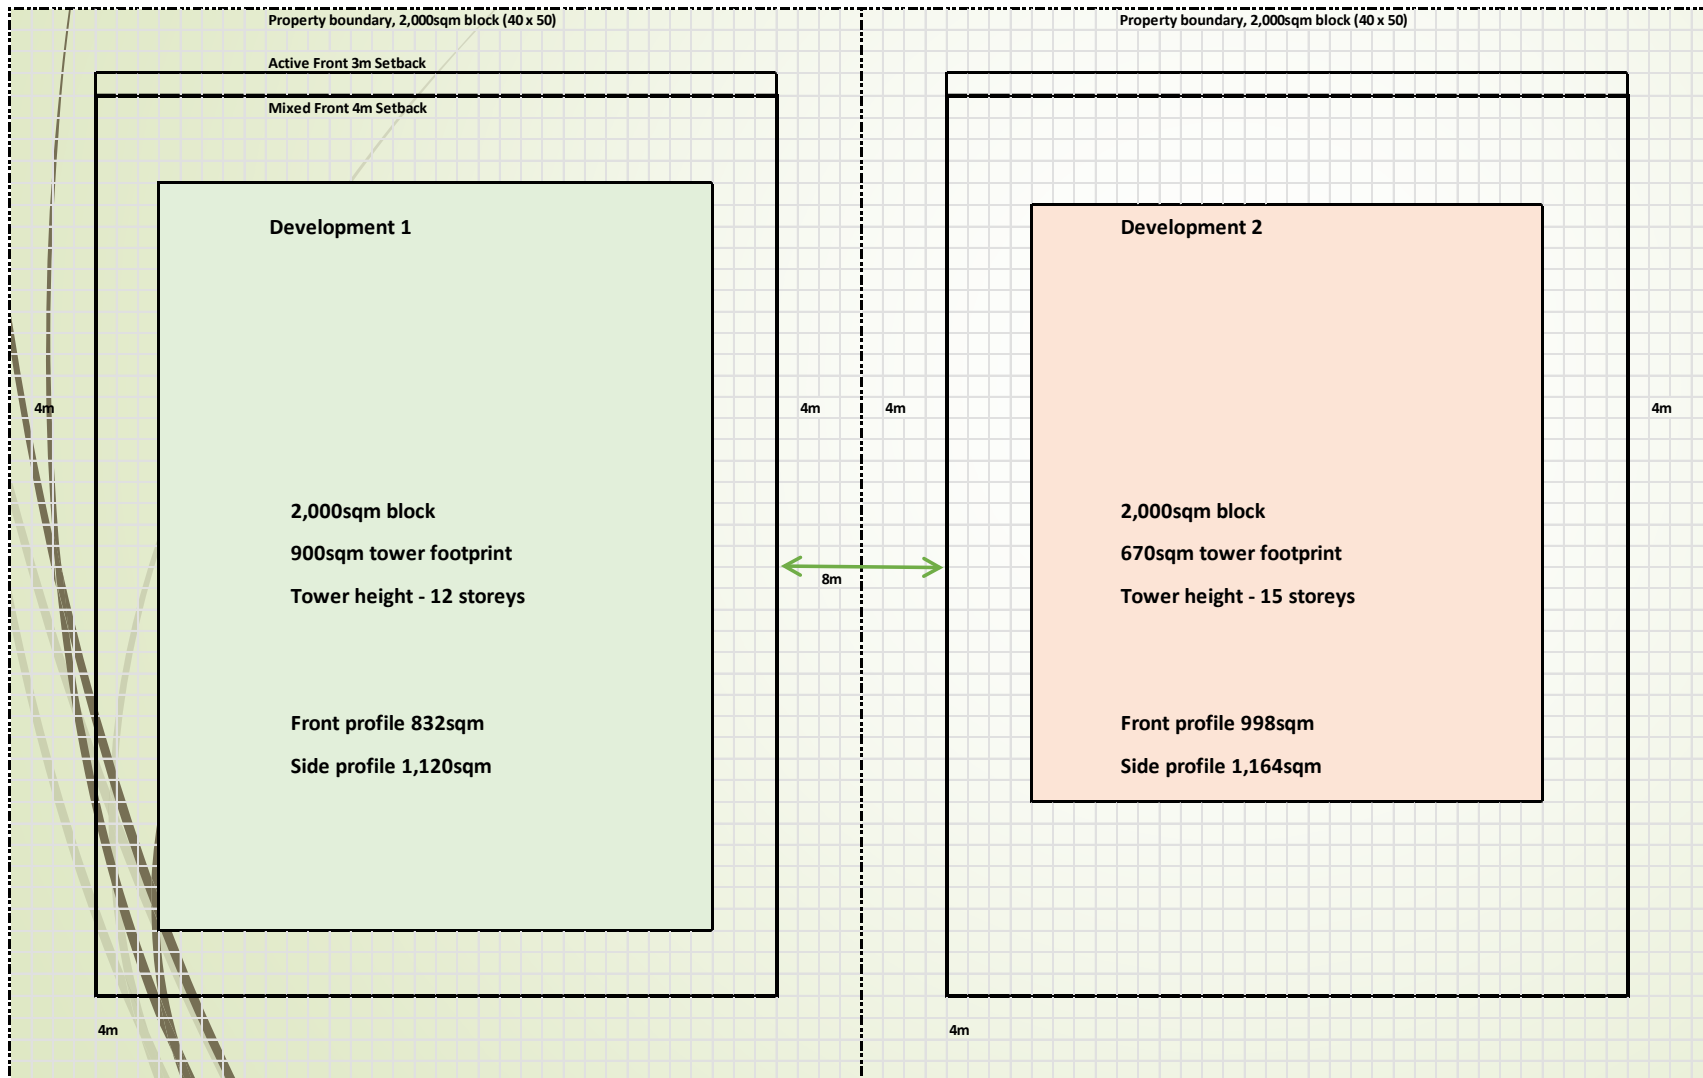 Property boundary, 2,000sqm block (40 x 50)
Property boundary, 2,000sqm block (40 x 50)
Active Front 3m Setback
Mixed Front 4m Setback
Development 1
Development 2
4m
4m
4m
4m
2,000sqm block
900sqm tower footprint
Tower height - 12 storeys
8m
2,000sqm block
670sqm tower footprint
Tower height - 15 storeys
Front profile 832sqm
Side profile 1,120sqm
Front profile 998sqm
Side profile 1,164sqm
4m
4m